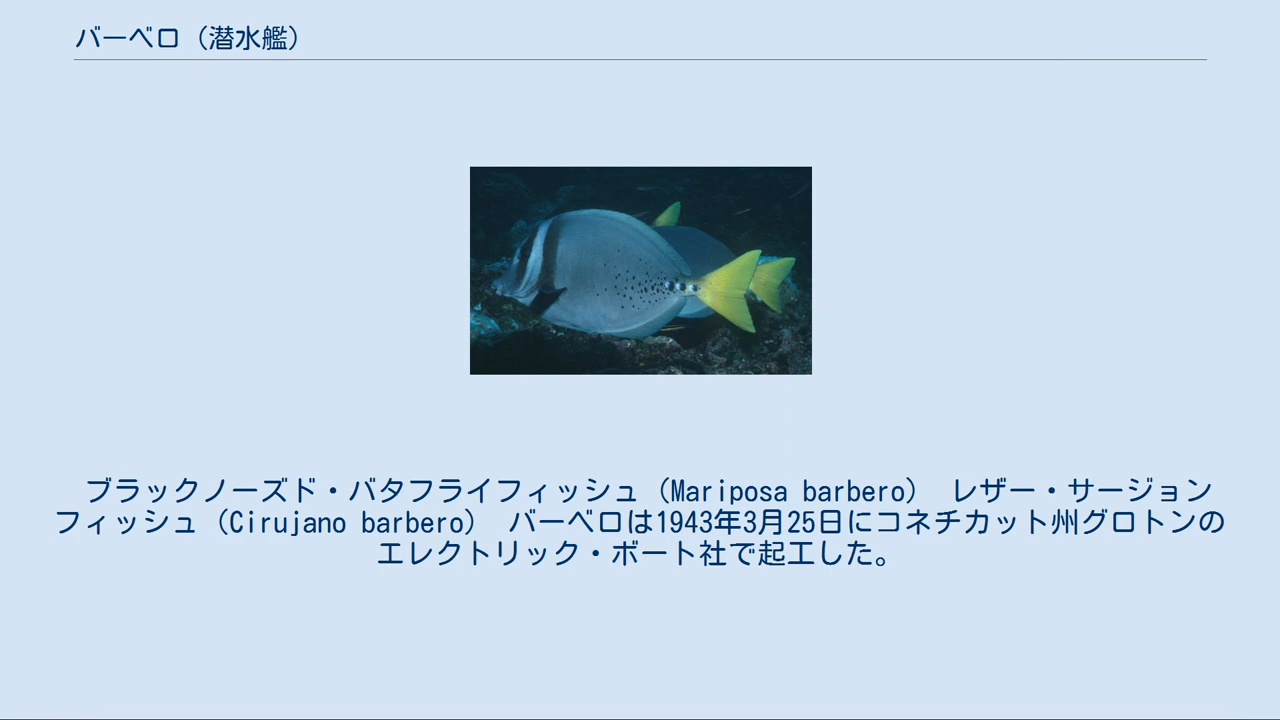 バーベロ（潜水艦）
ブラックノーズド・バタフライフィッシュ（Mariposa barbero） レザー・サージョン
フィッシュ（Cirujano barbero） バーベロは1943年3月25日にコネチカット州グロトンの
エレクトリック・ボート社で起工した。